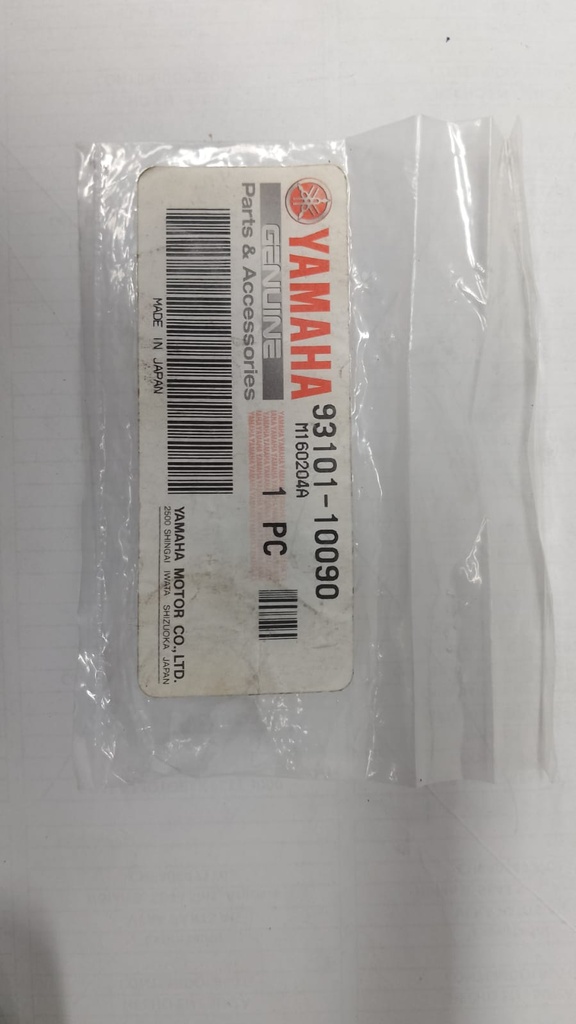 YAMAHA
GENUINE
Parts & Accessories
93101-10090
M160204A
1 PC
MADE IN JAPAN
YAMAHA MOTOR CO., LTD.
2500 SHINGAI IWATA SHIZUOKA JAPAN